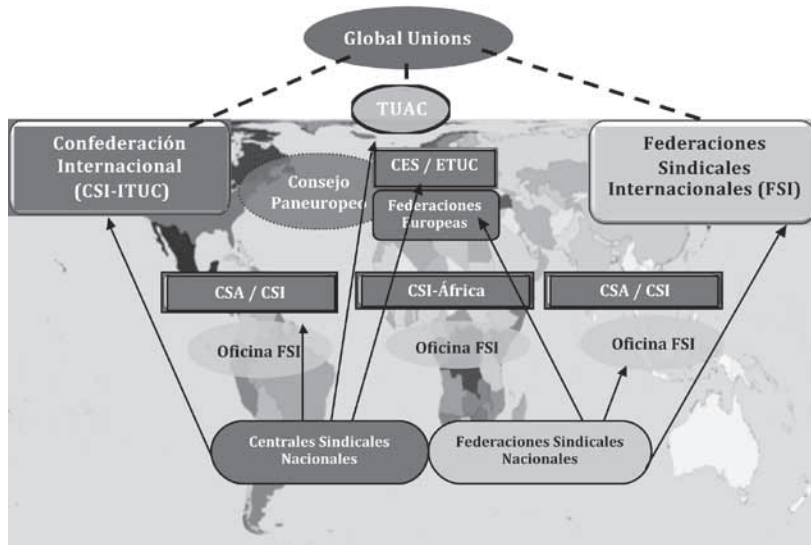 Global Unions
TUAC
Confederación
Internacional
(CSI-ITUC)
Federaciones
Sindicales
Internacionales (FSI)
CES / ETUC
Consejo
Paneuropeo
Federaciones
Europeas
CSA / CSI
CSI-África
CSA / CSI
Oficina FSI
Oficina FSI
Oficina FSI
Centrales Sindicales
Nacionales
Federaciones Sindicales
Nacionales